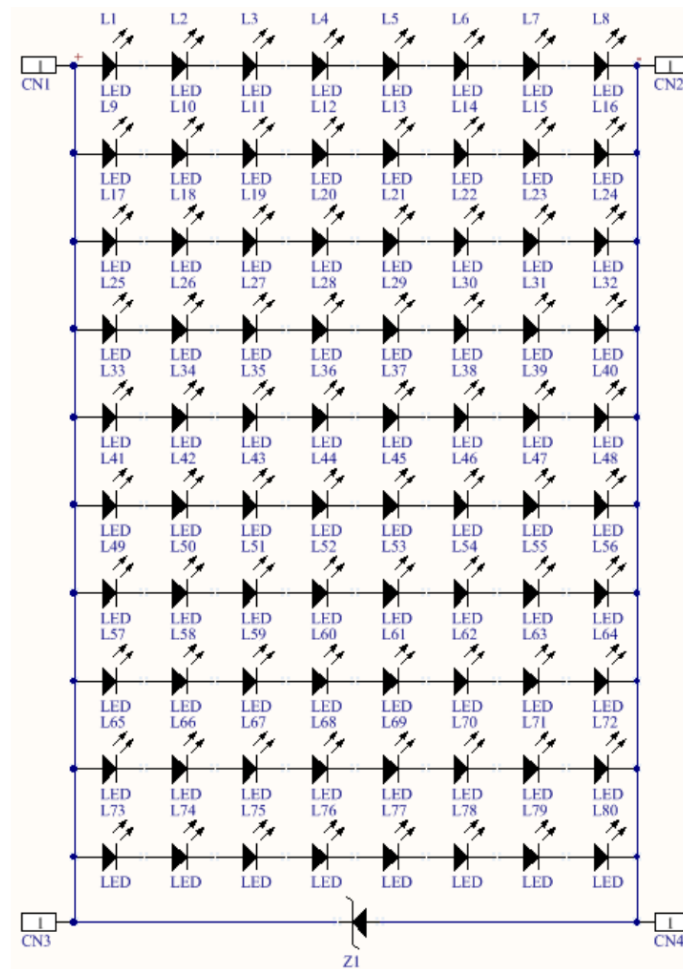 L1 L2 L3 L4 L5 L6 L7 L8
1 + - 1
CN1 CN2
LED LED LED LED LED LED LED LED
L9 L10 L11 L12 L13 L14 L15 L16
LED LED LED LED LED LED LED LED
L17 L18 L19 L20 L21 L22 L23 L24
LED LED LED LED LED LED LED LED
L25 L26 L27 L28 L29 L30 L31 L32
LED LED LED LED LED LED LED LED
L33 L34 L35 L36 L37 L38 L39 L40
LED LED LED LED LED LED LED LED
L41 L42 L43 L44 L45 L46 L47 L48
LED LED LED LED LED LED LED LED
L49 L50 L51 L52 L53 L54 L55 L56
LED LED LED LED LED LED LED LED
L57 L58 L59 L60 L61 L62 L63 L64
LED LED LED LED LED LED LED LED
L65 L66 L67 L68 L69 L70 L71 L72
LED LED LED LED LED LED LED LED
L73 L74 L75 L76 L77 L78 L79 L80
LED LED LED LED LED LED LED LED
1 1
CN3 CN4
Z1